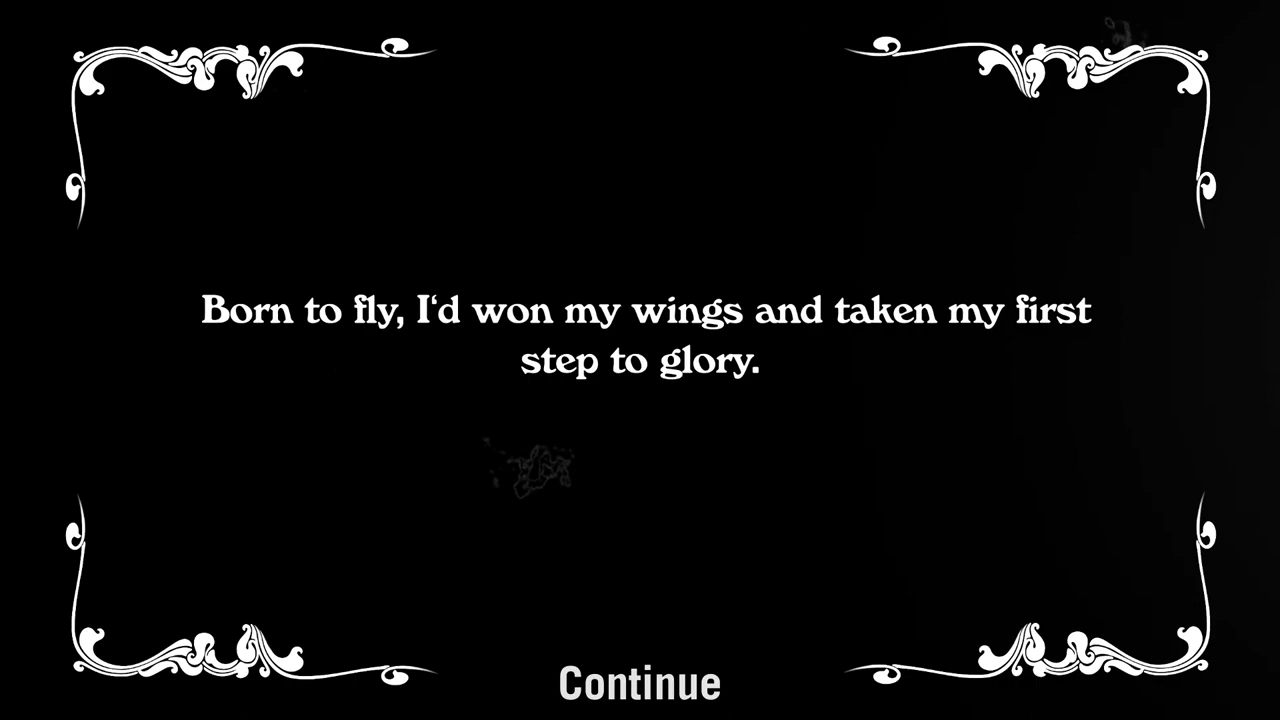 Born to fly, I‘d won my wings and taken my first
step to glory.
Continue